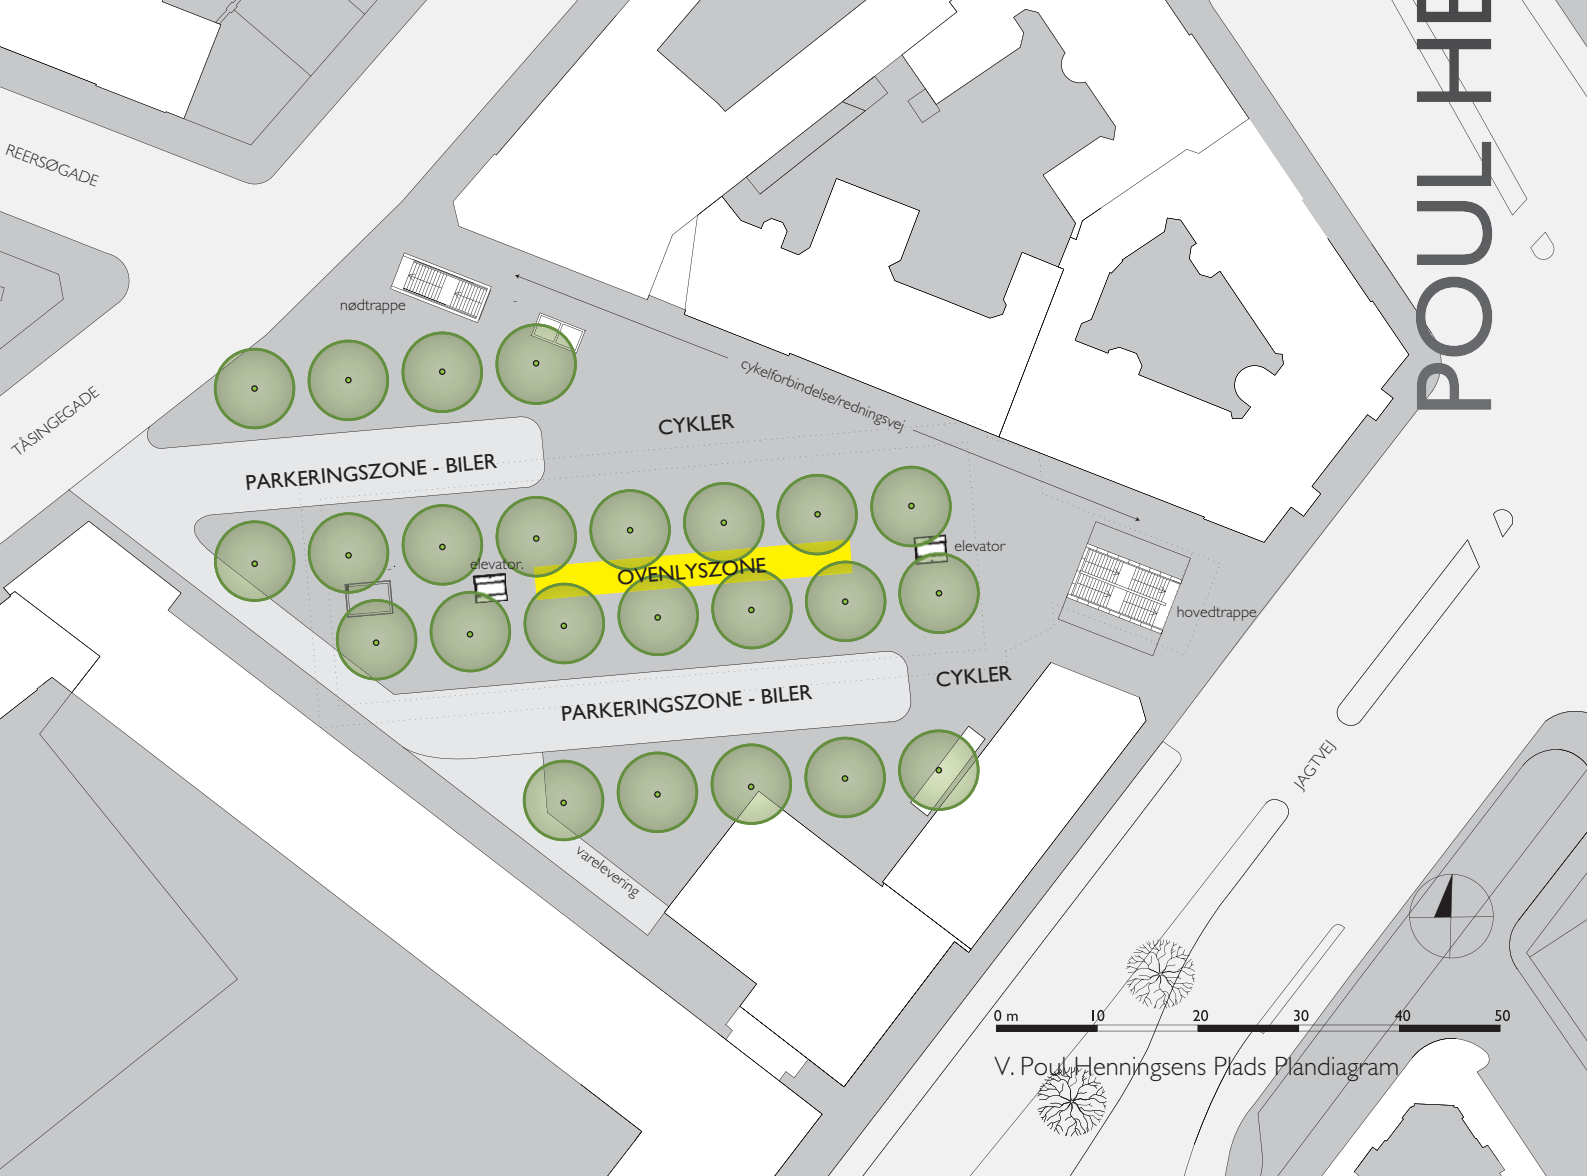 POUL HE
REERSØGADE
nødtrappe
TÅSINGEGADE
cykelforbindelse/redningsvej
CYKLER
PARKERINGSZONE - BILER
elevator.
elevator
OVENLYSZONE
hovedtrappe
CYKLER
PARKERINGSZONE - BILER
JAGTVEJ
varelevering
0 m 10 20 30 40 50
V. Poul Henningsens Plads Plandiagram